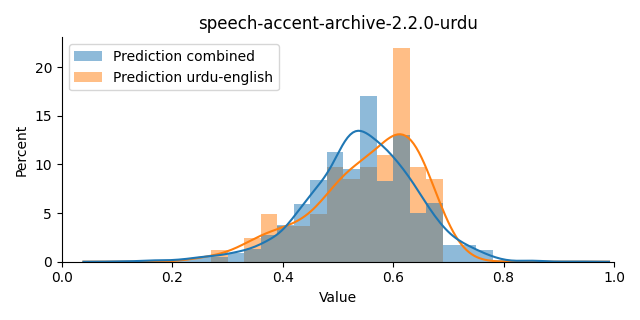 speech-accent-archive-2.2.0-urdu
Prediction combined
Prediction urdu-english
Percent
20
15
10
5
0
0.0 0.2 0.4 0.6 0.8 1.0
Value